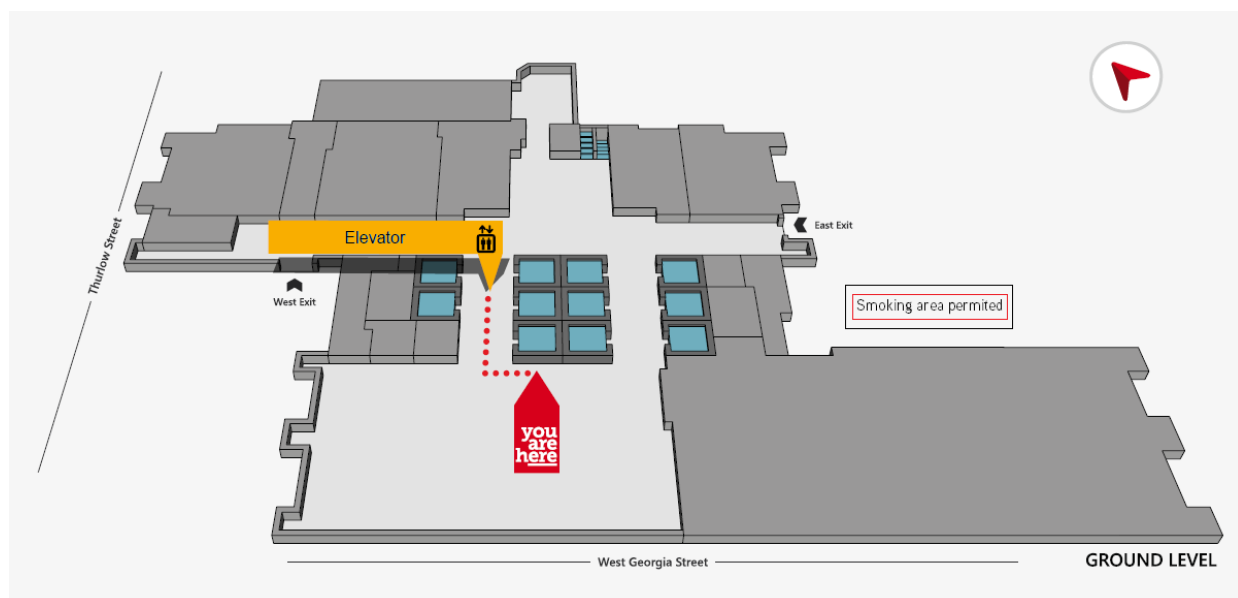 Thurlow Street
Elevator
East Exit
West Exit
Smoking area permited
you
are
here
West Georgia Street
GROUND LEVEL